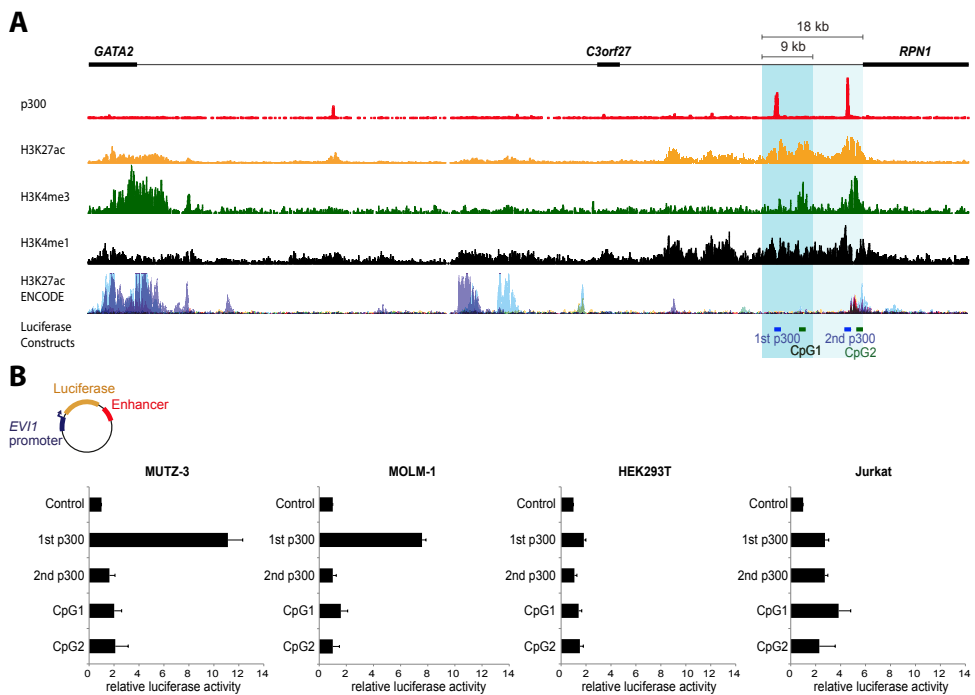 A
18 kb
9 kb
GATA2
C3orf27
RPN1
p300
H3K27ac
H3K4me3
H3K4me1
H3K27ac
ENCODE
Luciferase
Constructs
1st p300
CpG1
2nd p300
CpG2
B
Luciferase
Enhancer
EVI1
promoter
MUTZ-3
Control
1st p300
2nd p300
CpG1
CpG2
0 2 4 6 8 10 12 14
relative luciferase activity
MOLM-1
Control
1st p300
2nd p300
CpG1
CpG2
0 2 4 6 8 10 12 14
relative luciferase activity
HEK293T
Control
1st p300
2nd p300
CpG1
CpG2
0 2 4 6 8 10 12 14
relative luciferase activity
Jurkat
Control
1st p300
2nd p300
CpG1
CpG2
0 2 4 6 8 10 12 14
relative luciferase activity